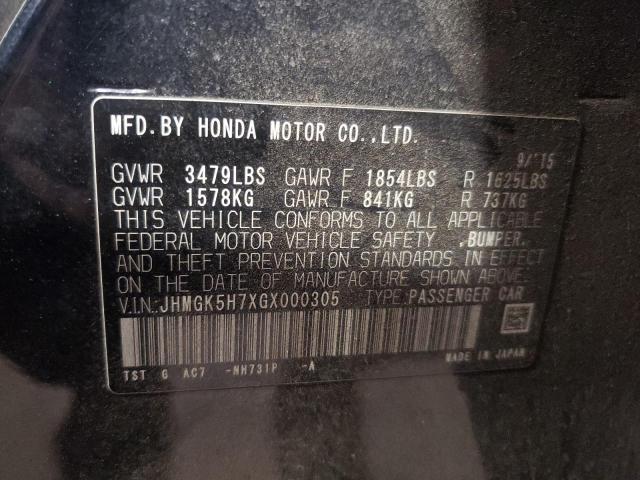 MFD.BY HONDA MOTOR CO.,LTD.
9/'15
GVWR 3479LBS GAWR F 1854LBS R 1625LBS
GVWR 1578KG GAWR F 841KG R 737KG
THIS VEHICLE CONFORMS TO ALL APPLICABLE
FEDERAL MOTOR VEHICLE SAFETY ,BUMPER,
AND THEFT PREVENTION STANDARDS IN EFFECT
ON THE DATE OF MANUFACTURE SHOWN ABOVE.
V.I.N.:JHMGK5H7XGX000305 TYPE:PASSENGER CAR
TST G AC7 -NH731P -A
MADE IN JAPAN